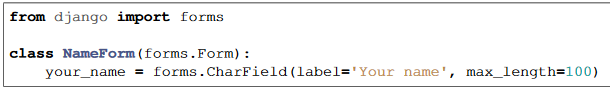 from django import forms
class NameForm(forms.Form):
    your_name = forms.CharField(label='Your name', max_length=100)